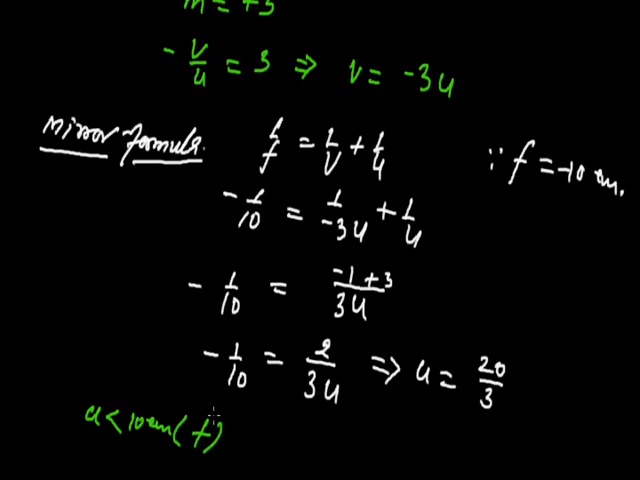 m = +3
- v/u = 3 ⇒ v = -3u
Mirror formula. 1/f = 1/v + 1/u ∵ f = -10 cm.
- 1/10 = 1/-3u + 1/u
- 1/10 = -1+3/3u
- 1/10 = 2/3u ⇒ u = 20/3
u < 10 cm (f)